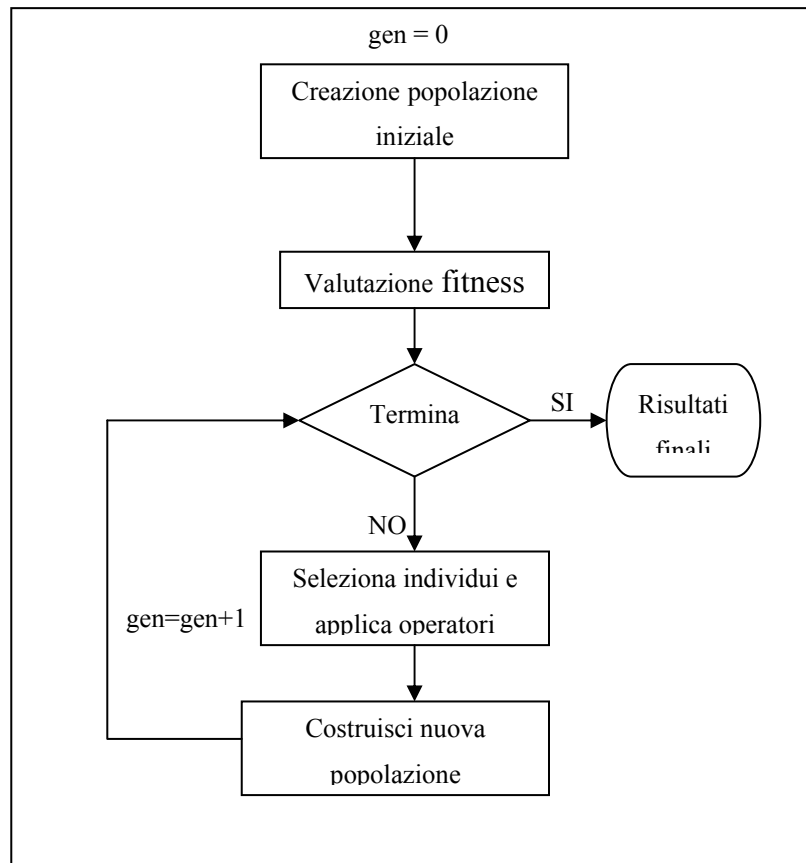 gen = 0
Creazione popolazione
iniziale
Valutazione fitness
Termina
SI
Risultati
finali
NO
Seleziona individui e
applica operatori
gen=gen+1
Costruisci nuova
popolazione